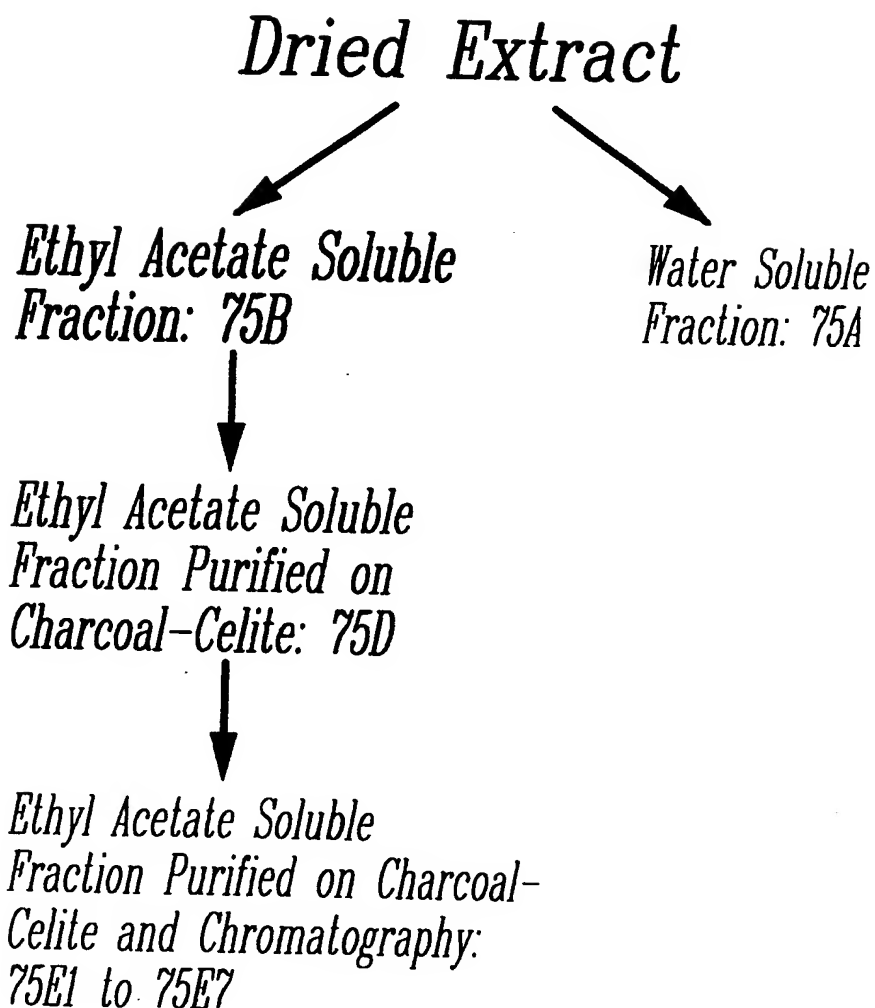 Dried Extract
Ethyl Acetate Soluble
Fraction: 75B
Water Soluble
Fraction: 75A
Ethyl Acetate Soluble
Fraction Purified on
Charcoal-Celite: 75D
Ethyl Acetate Soluble
Fraction Purified on Charcoal-
Celite and Chromatography:
75E1 to 75E7